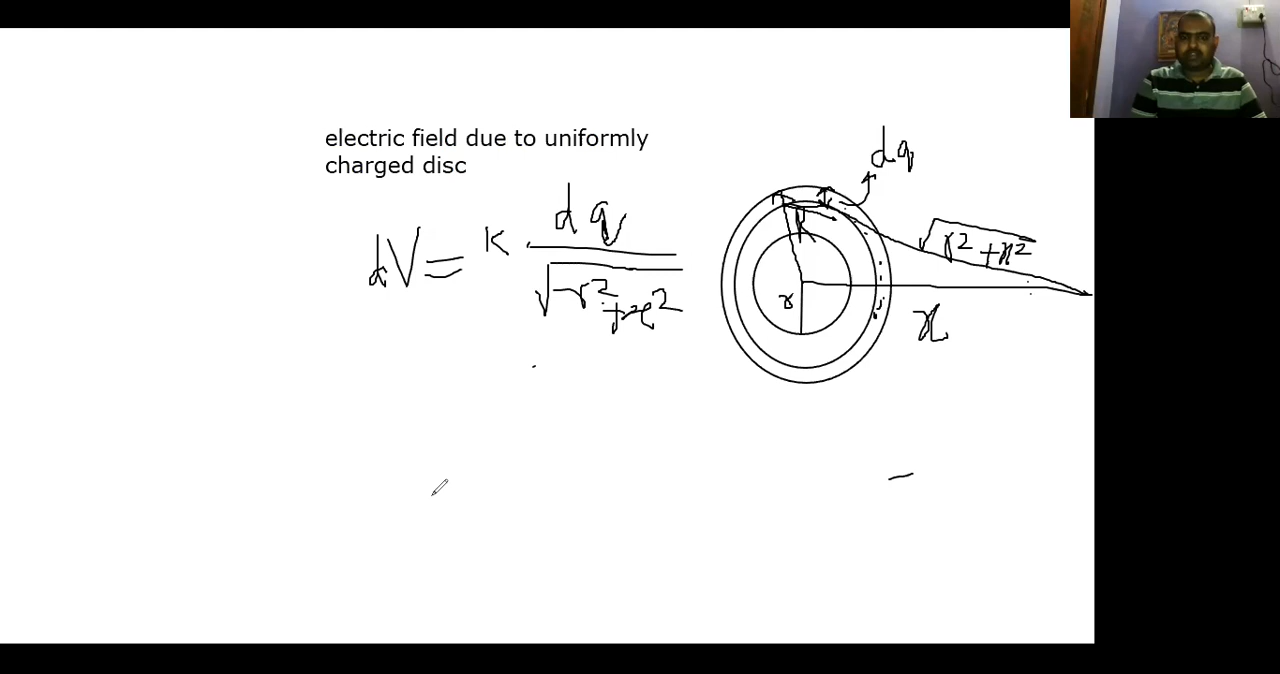 electric field due to uniformly
charged disc
dV = K dq
√r² + x²
dq
R
√r² + x²
r
x